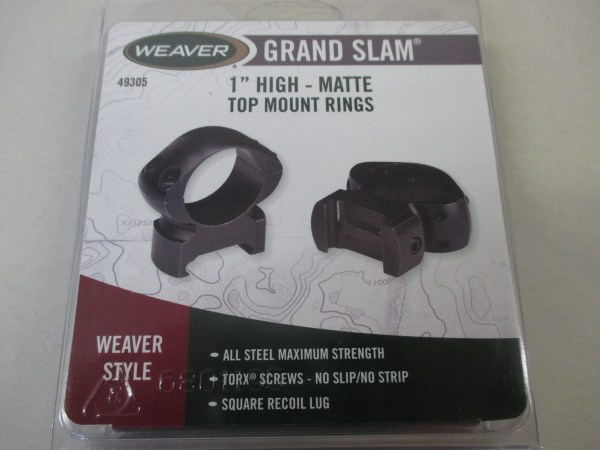 WEAVER GRAND SLAM®
49305
1" HIGH - MATTE
TOP MOUNT RINGS
WEAVER
STYLE
• ALL STEEL MAXIMUM STRENGTH
• TORX® SCREWS - NO SLIP/NO STRIP
• SQUARE RECOIL LUG